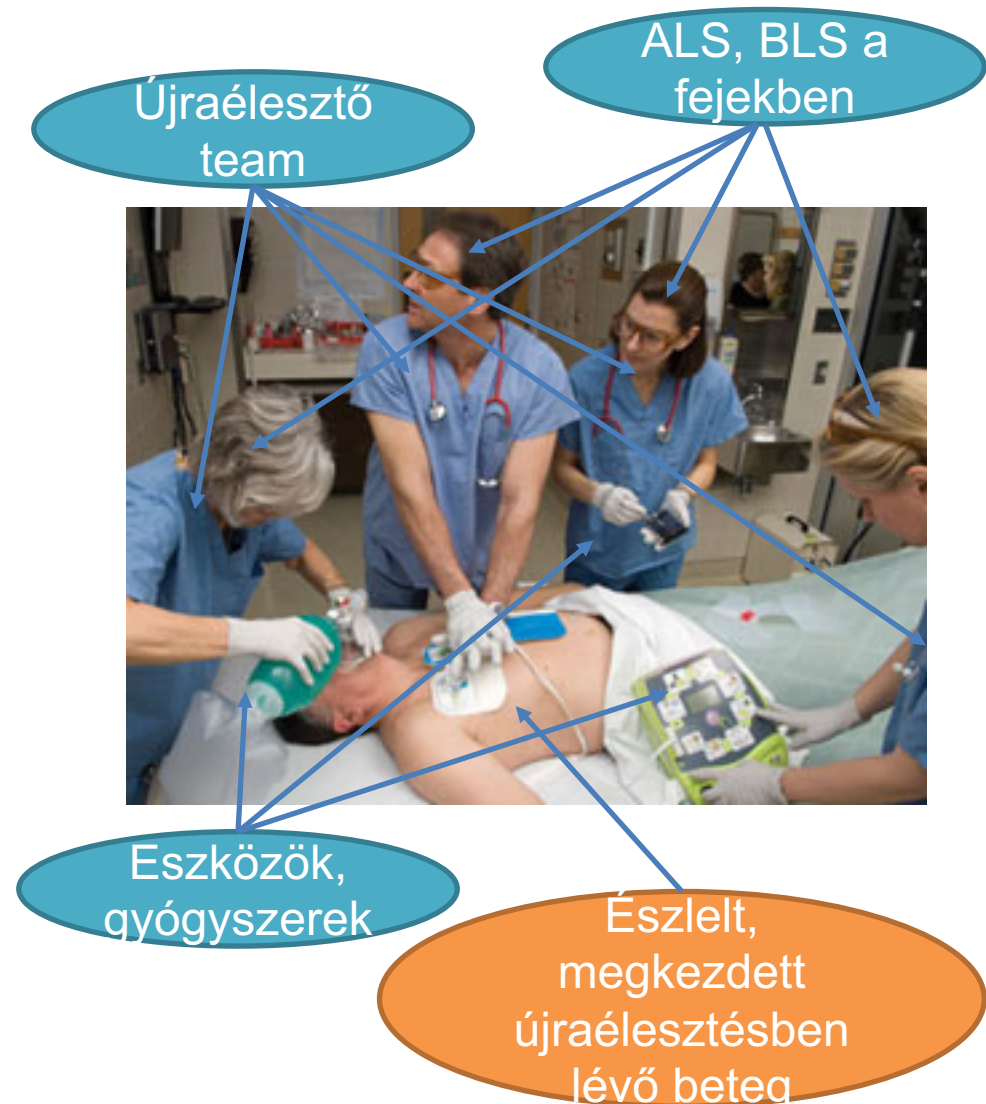 ALS, BLS a
fejekben
Újraélesztő
team
Eszközök,
gyógyszerek
Észlelt,
megkezdett
újraélesztésben
lévő beteg